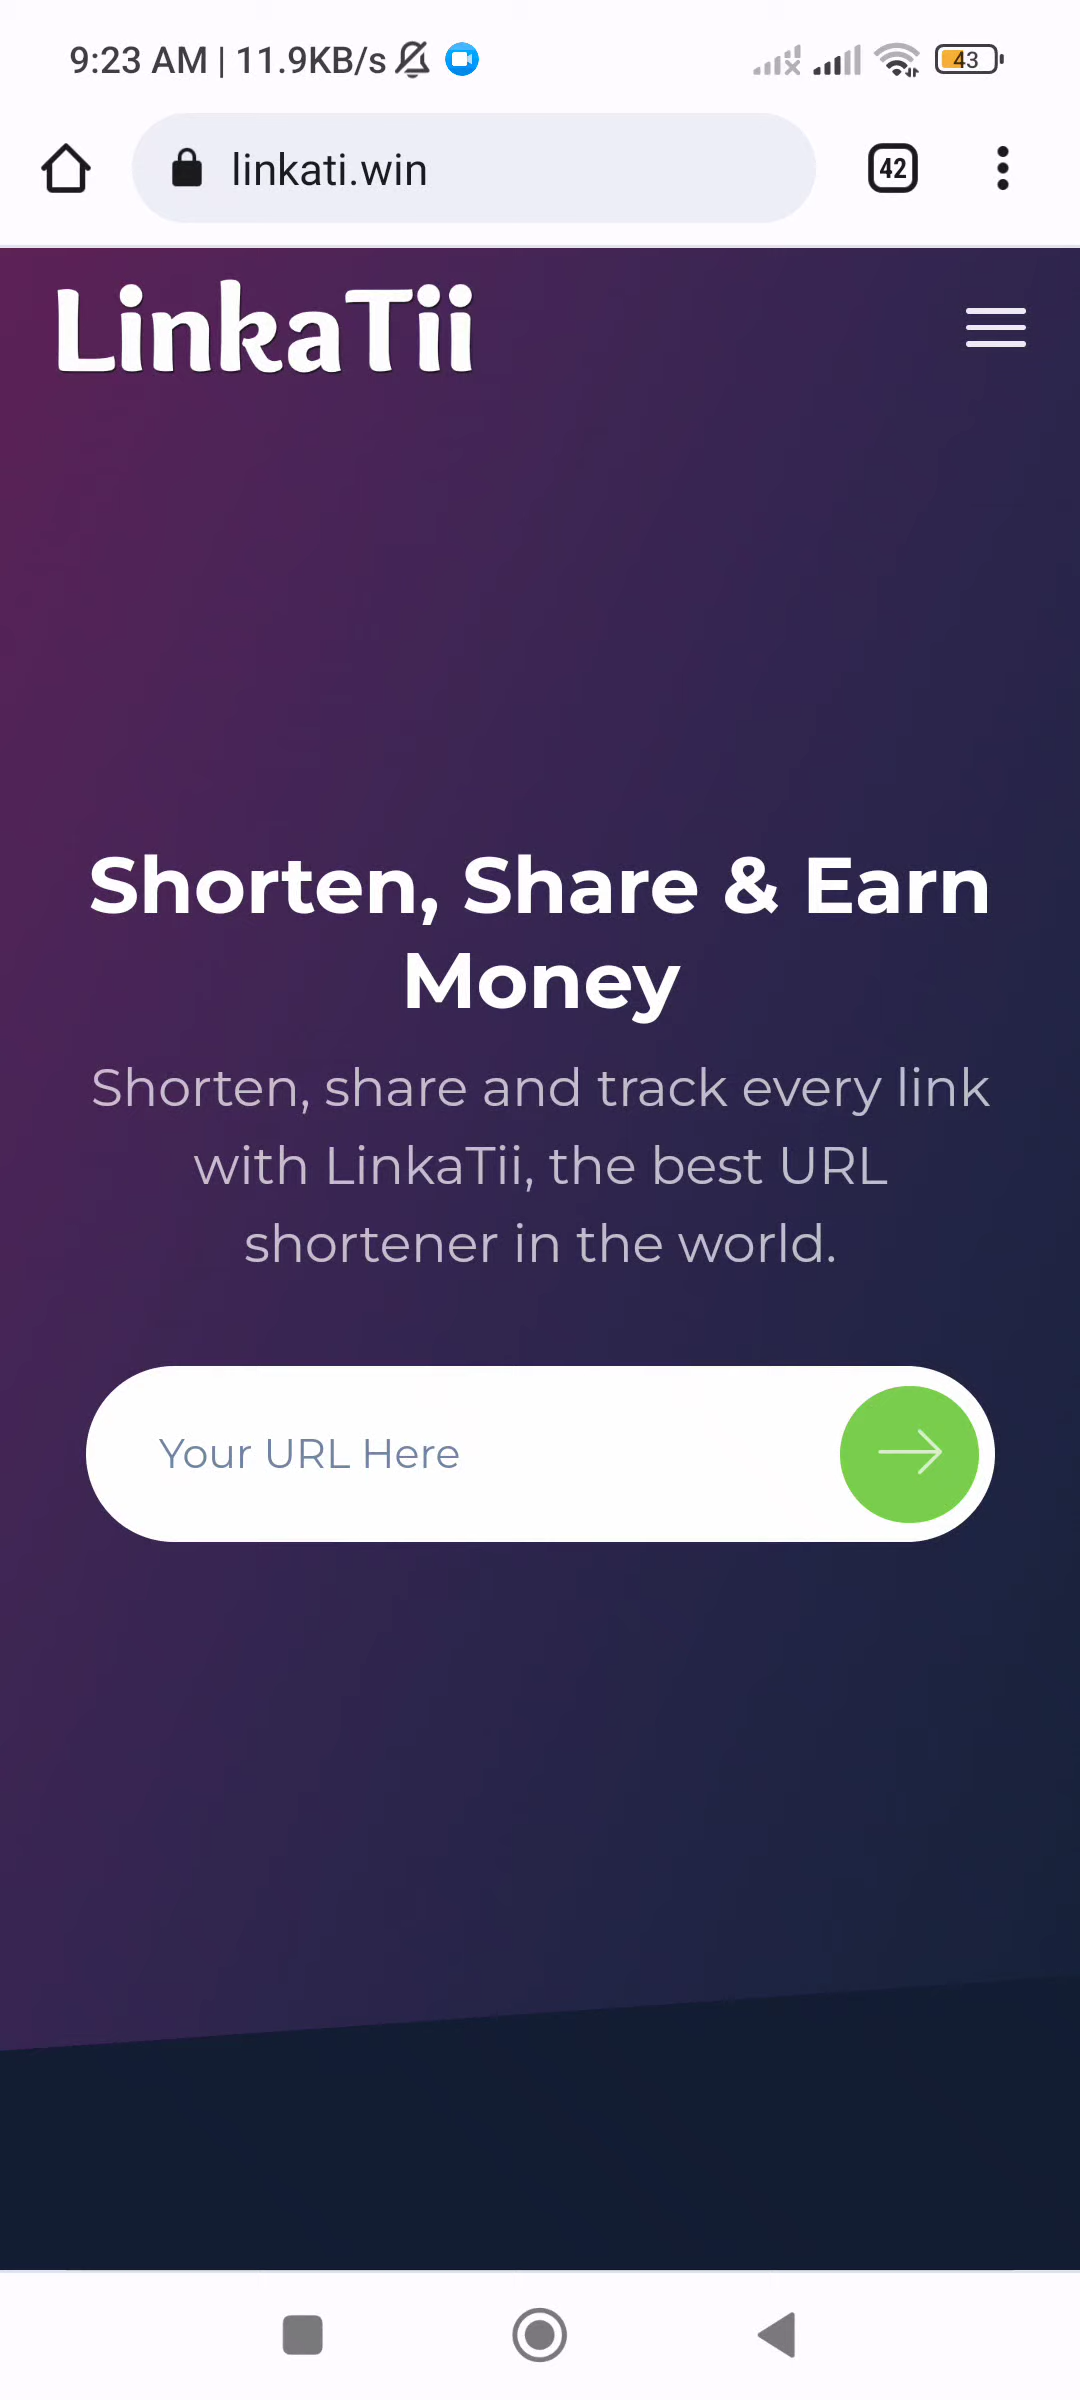 9:23 AM | 11.9KB/s 43
linkati.win 42
LinkaTii
Shorten, Share & Earn
Money
Shorten, share and track every link
with LinkaTii, the best URL
shortener in the world.
Your URL Here